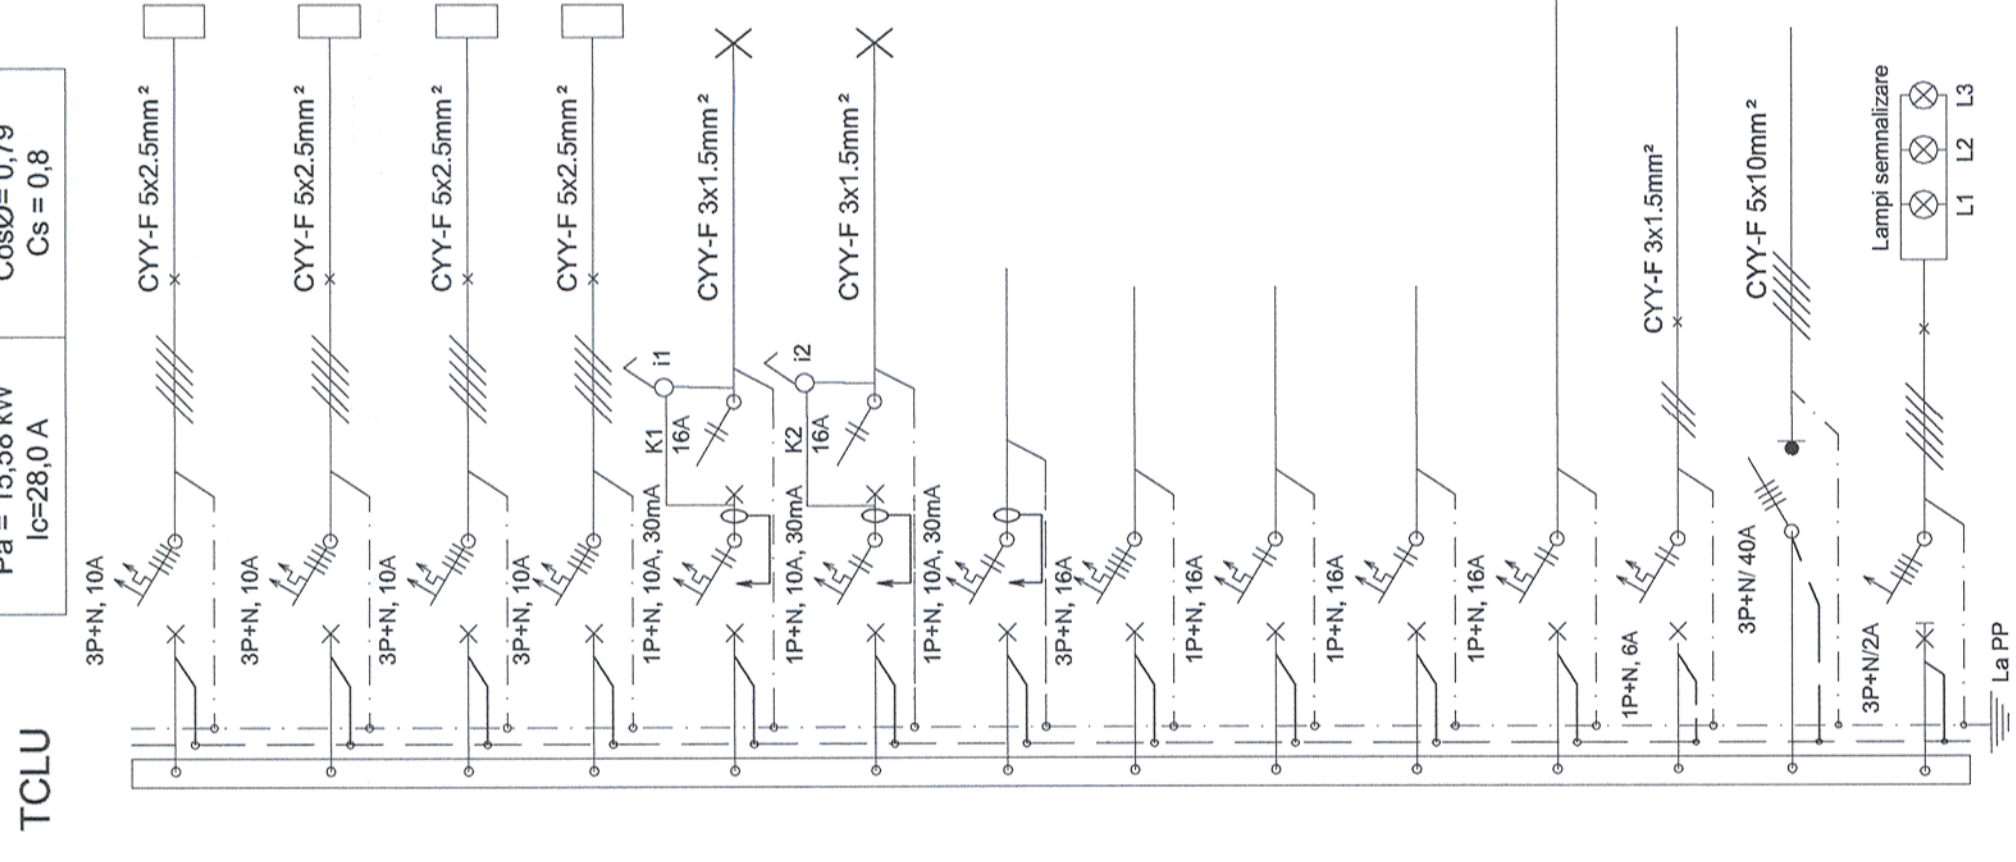 TCLU
Pa = 15,58 kW
Ic=28,0 A
CosØ= 0,79
Cs = 0,8
3P+N, 10A
CYY-F 5x2.5mm²
3P+N, 10A
CYY-F 5x2.5mm²
3P+N, 10A
CYY-F 5x2.5mm²
3P+N, 10A
CYY-F 5x2.5mm²
1P+N, 10A, 30mA
K1
16A
i1
CYY-F 3x1.5mm²
1P+N, 10A, 30mA
K2
16A
i2
CYY-F 3x1.5mm²
1P+N, 10A, 30mA
3P+N, 16A
1P+N, 16A
1P+N, 16A
1P+N, 16A
1P+N, 6A
CYY-F 3x1.5mm²
3P+N/ 40A
CYY-F 5x10mm²
3P+N/2A
Lampi semnalizare
L1 L2 L3
La PP